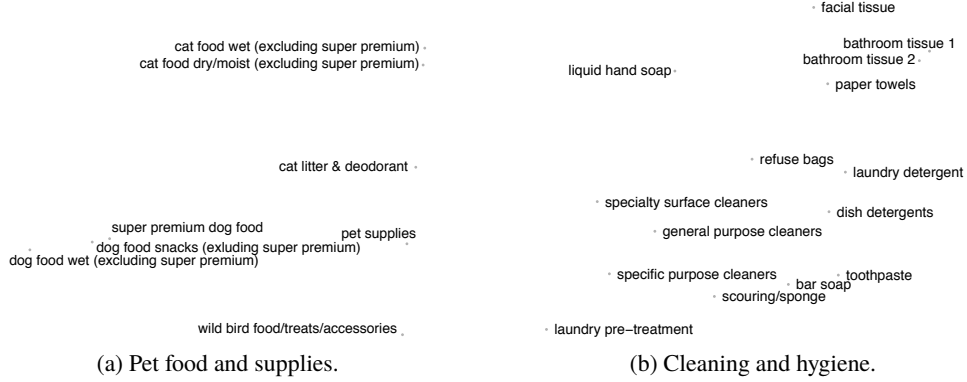 cat food wet (excluding super premium)
cat food dry/moist (excluding super premium)
cat litter & deodorant
super premium dog food
pet supplies
dog food snacks (exluding super premium)
dog food wet (excluding super premium)
wild bird food/treats/accessories
(a) Pet food and supplies.
facial tissue
bathroom tissue 1
bathroom tissue 2
liquid hand soap
paper towels
refuse bags
laundry detergent
specialty surface cleaners
dish detergents
general purpose cleaners
specific purpose cleaners
toothpaste
bar soap
scouring/sponge
laundry pre−treatment
(b) Cleaning and hygiene.